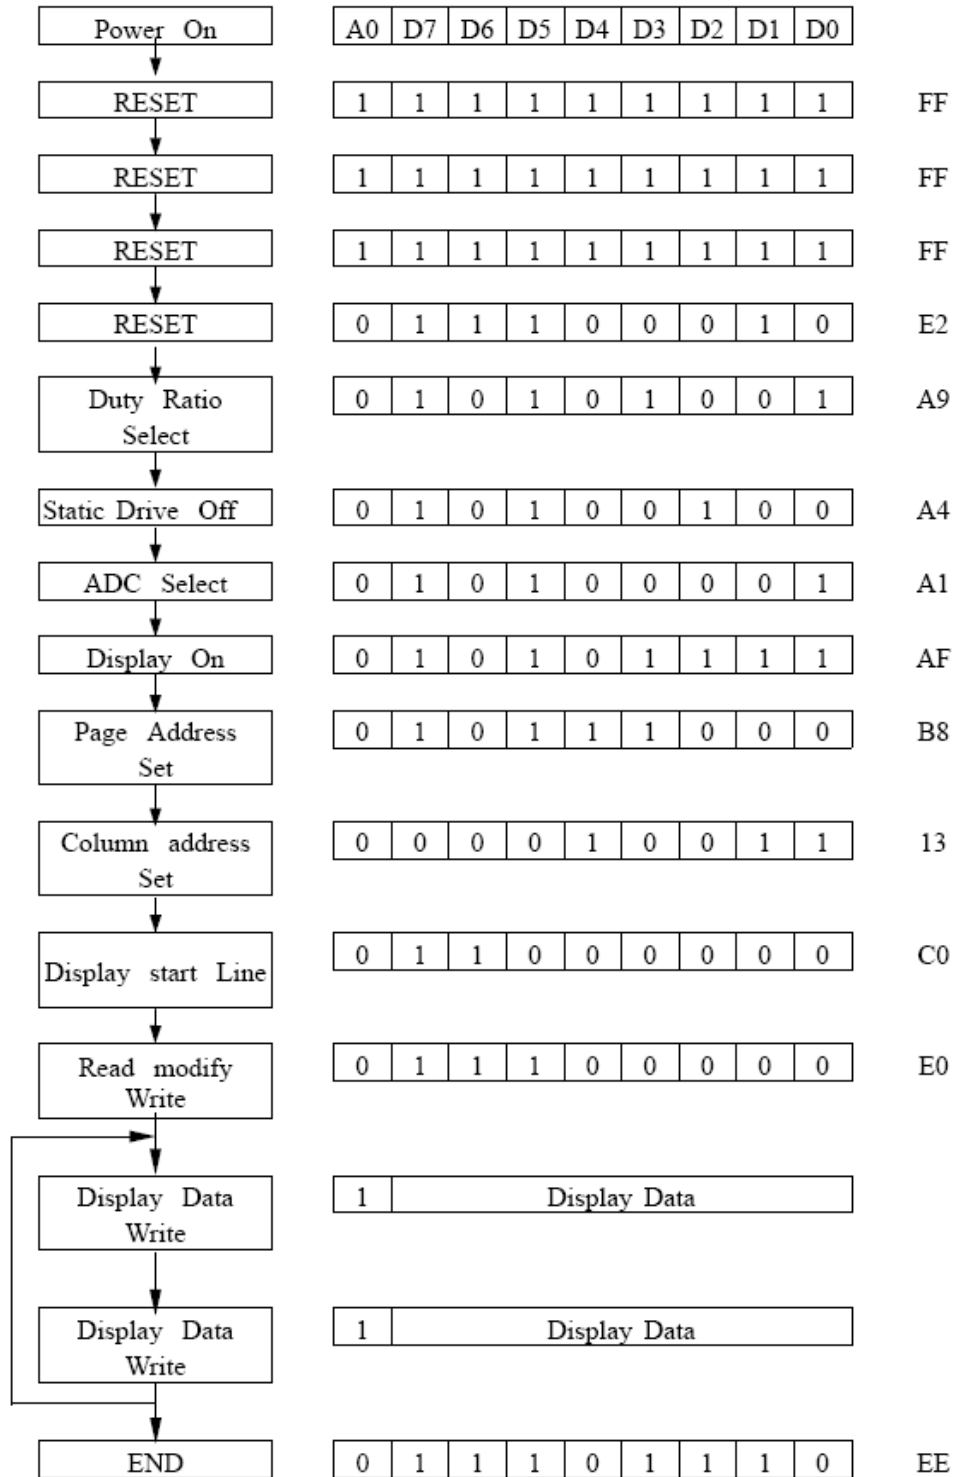 Power On A0 D7 D6 D5 D4 D3 D2 D1 D0
RESET 1 1 1 1 1 1 1 1 1 FF
RESET 1 1 1 1 1 1 1 1 1 FF
RESET 1 1 1 1 1 1 1 1 1 FF
RESET 0 1 1 1 0 0 0 1 0 E2
Duty Ratio 0 1 0 1 0 1 0 0 1 A9
Select
Static Drive Off 0 1 0 1 0 0 1 0 0 A4
ADC Select 0 1 0 1 0 0 0 0 1 A1
Display On 0 1 0 1 0 1 1 1 1 AF
Page Address 0 1 0 1 1 1 0 0 0 B8
Set
Column address 0 0 0 0 1 0 0 1 1 13
Set
Display start Line 0 1 1 0 0 0 0 0 0 C0
Read modify 0 1 1 1 0 0 0 0 0 E0
Write
Display Data 1 Display Data
Write
Display Data 1 Display Data
Write
END 0 1 1 1 0 1 1 1 0 EE